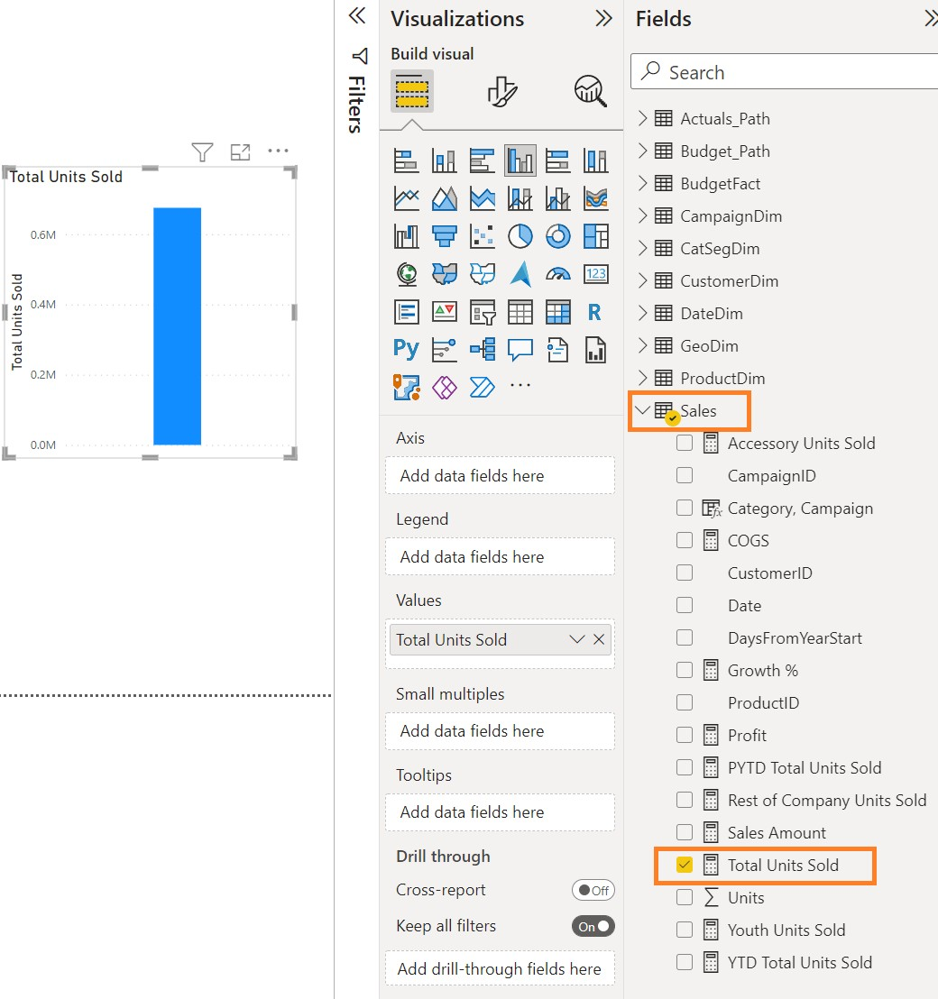 Total Units Sold
Total Units Sold
0.6M
0.4M
0.2M
0.0M
Filters
Visualizations
Build visual
123
R
Py
Axis
Add data fields here
Legend
Add data fields here
Values
Total Units Sold
Small multiples
Add data fields here
Tooltips
Add data fields here
Drill through
Cross-report
Off
Keep all filters
On
Add drill-through fields here
Fields
Search
Actuals_Path
Budget_Path
BudgetFact
CampaignDim
CatSegDim
CustomerDim
DateDim
GeoDim
ProductDim
Sales
Accessory Units Sold
CampaignID
Category, Campaign
COGS
CustomerID
Date
DaysFromYearStart
Growth %
ProductID
Profit
PYTD Total Units Sold
Rest of Company Units Sold
Sales Amount
Total Units Sold
Units
Youth Units Sold
YTD Total Units Sold